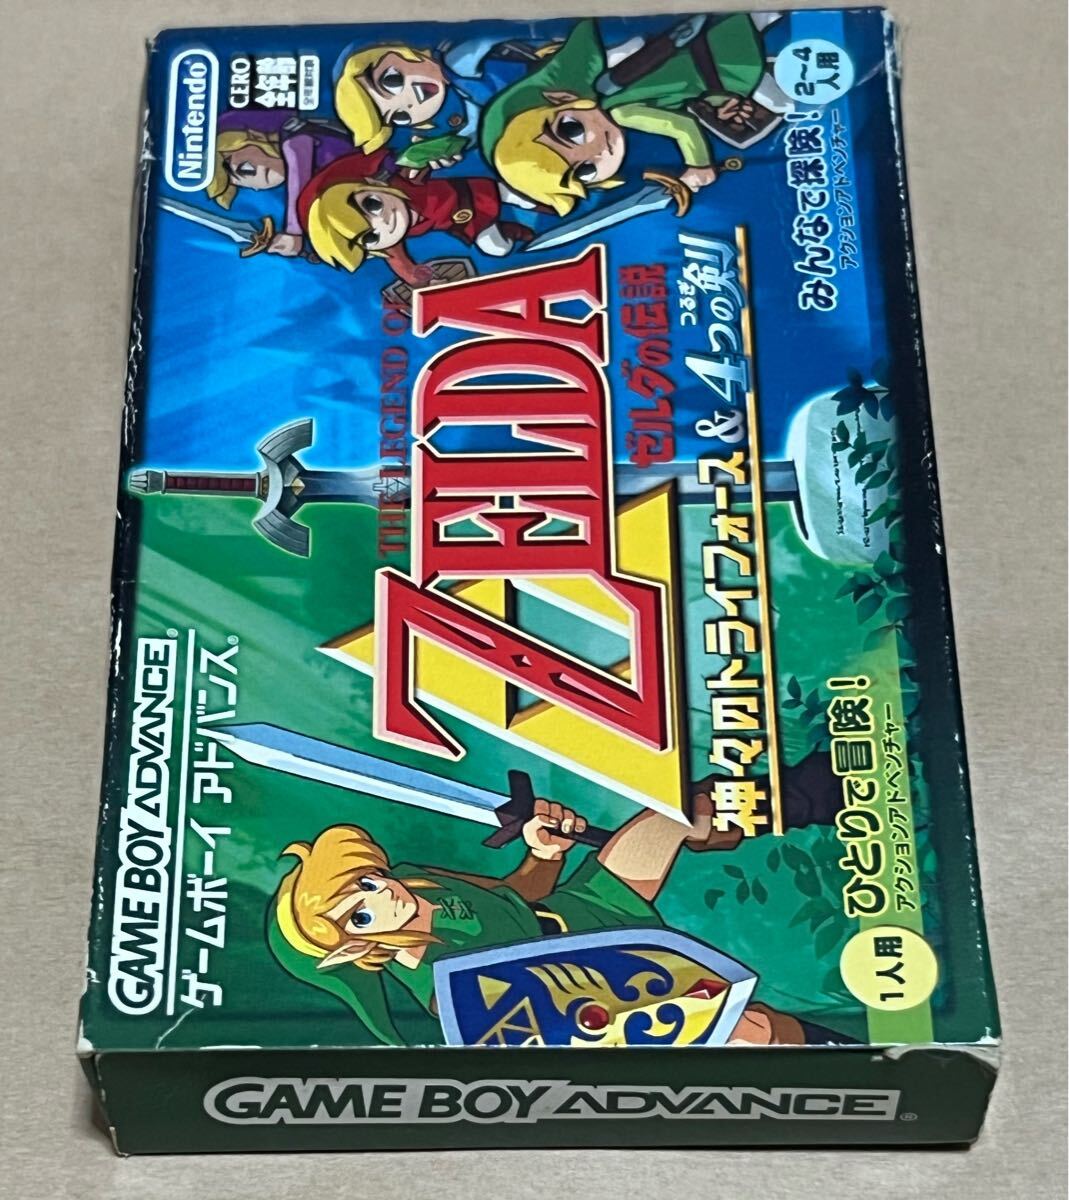 GAME BOY ADVANCE
ゲームボーイアドバンス
Nintendo
CERO
全年齢
THE LEGEND OF
ZELDA
ゼルダの伝説
神々のトライフォース&4つの剣
つるぎ
ひとりで冒険!
アクションアドベンチャー
1人用
みんなで探険!
アクションアドベンチャー
2~4
人用
GAME BOY ADVANCE